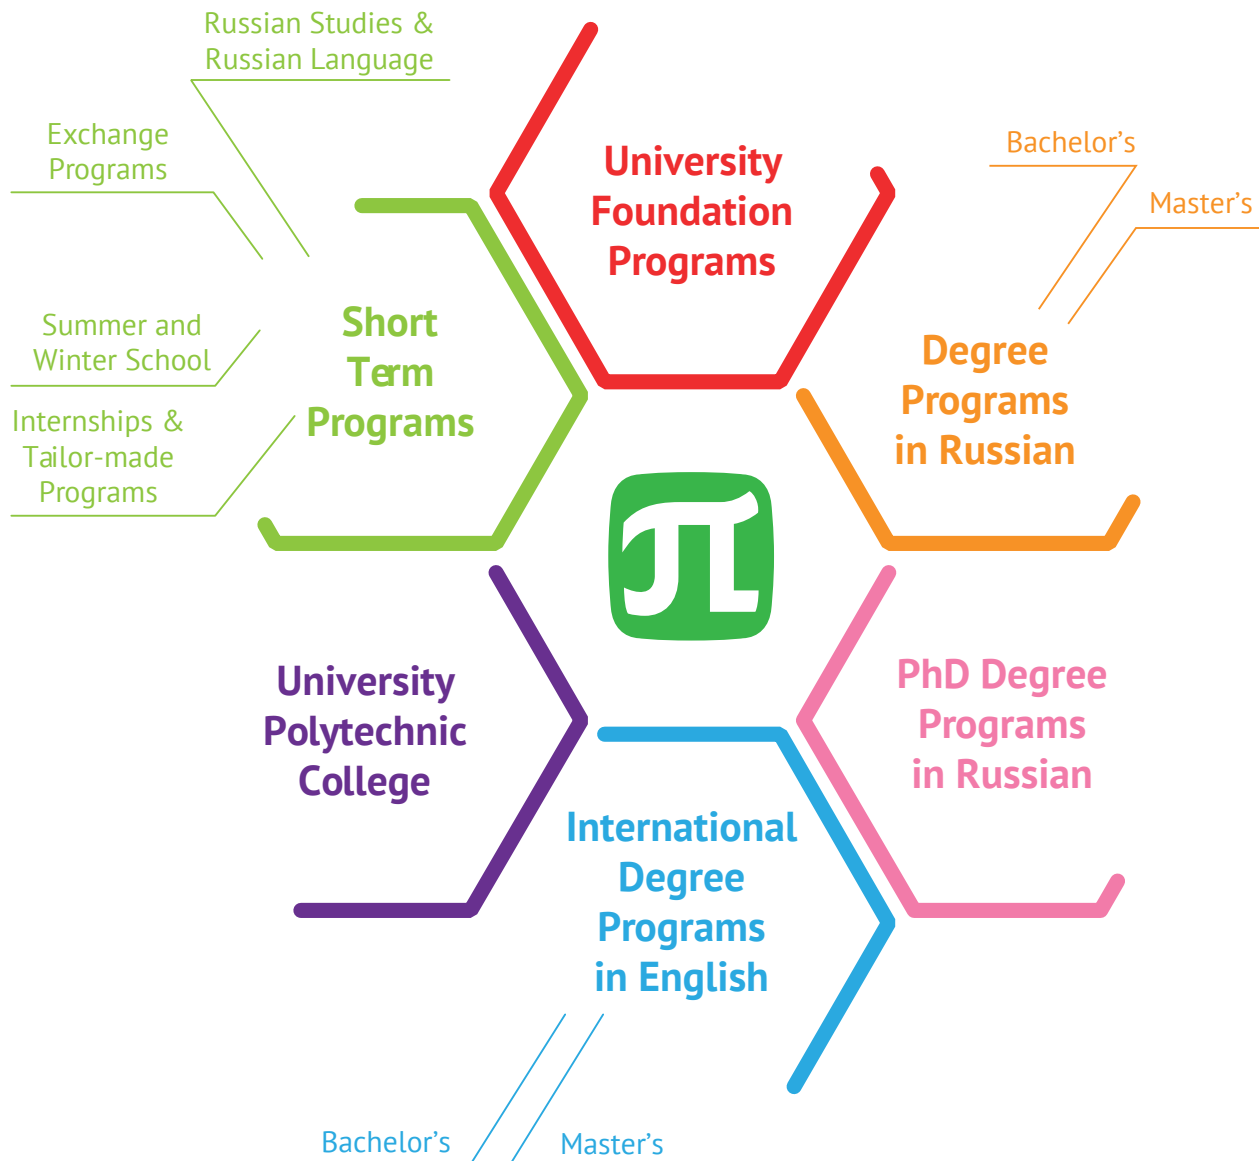 Russian Studies &
Russian Language
Exchange
Programs
Summer and
Winter School
Internships &
Tailor-made
Programs
Short
Term
Programs
University
Foundation
Programs
Bachelor's
Master's
Degree
Programs
in Russian
University
Polytechnic
College
PhD Degree
Programs
in Russian
International
Degree
Programs
in English
Bachelor's
Master's